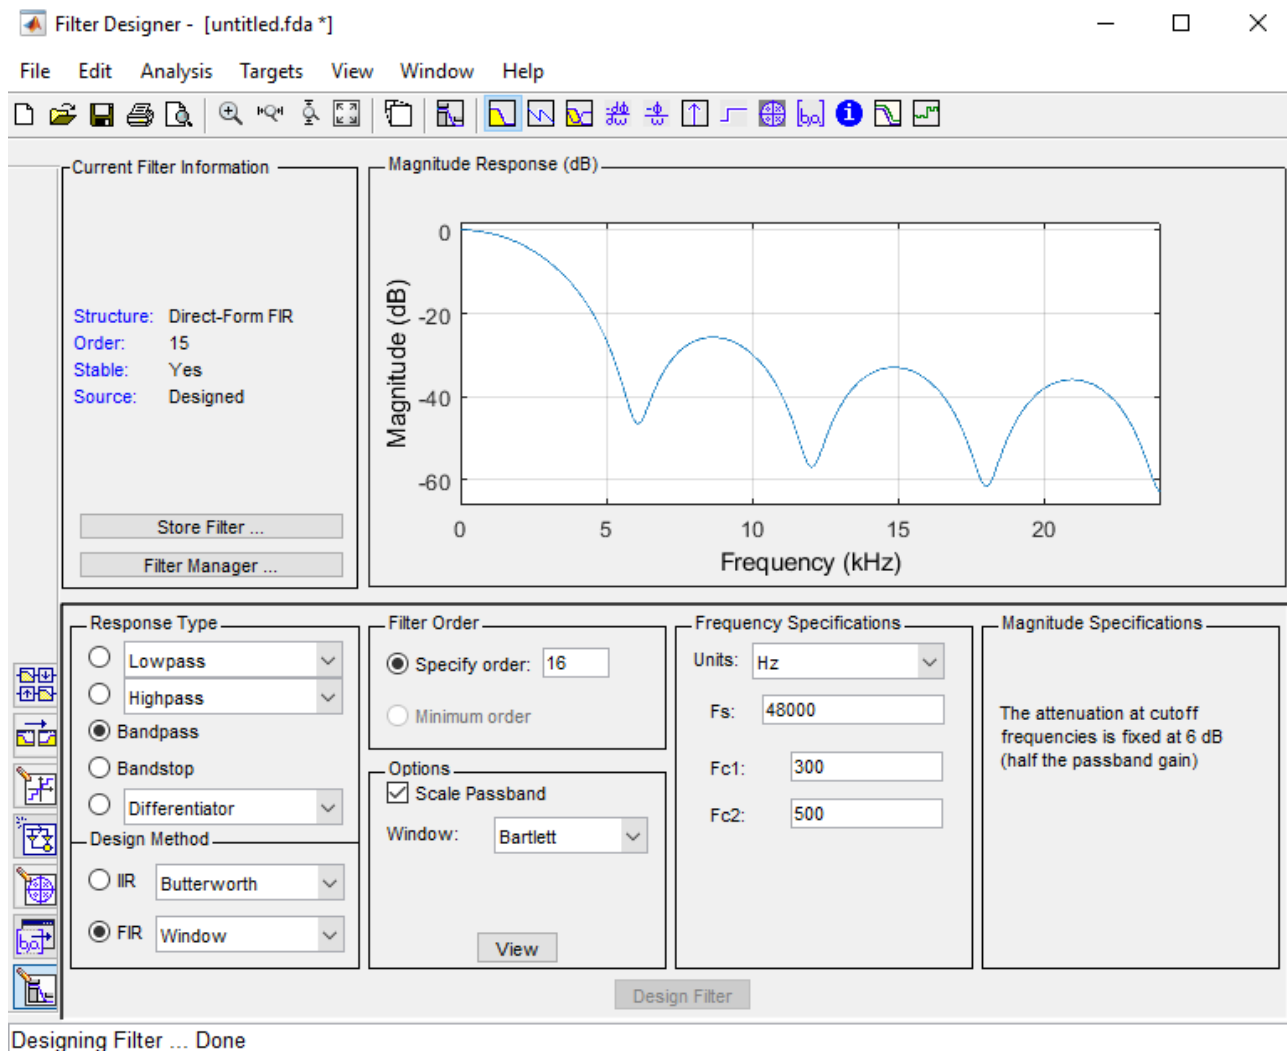 Filter Designer - [untitled.fda *]
File Edit Analysis Targets View Window Help
Current Filter Information
Structure: Direct-Form FIR
Order: 15
Stable: Yes
Source: Designed
Store Filter ...
Filter Manager ...
Magnitude Response (dB)
0
-20
-40
-60
Magnitude (dB)
0 5 10 15 20
Frequency (kHz)
Response Type
Lowpass
Highpass
Bandpass
Bandstop
Differentiator
Design Method
IIR Butterworth
FIR Window
Filter Order
Specify order: 16
Minimum order
Options
Scale Passband
Window: Bartlett
View
Frequency Specifications
Units: Hz
Fs: 48000
Fc1: 300
Fc2: 500
Magnitude Specifications
The attenuation at cutoff
frequencies is fixed at 6 dB
(half the passband gain)
Design Filter
Designing Filter ... Done